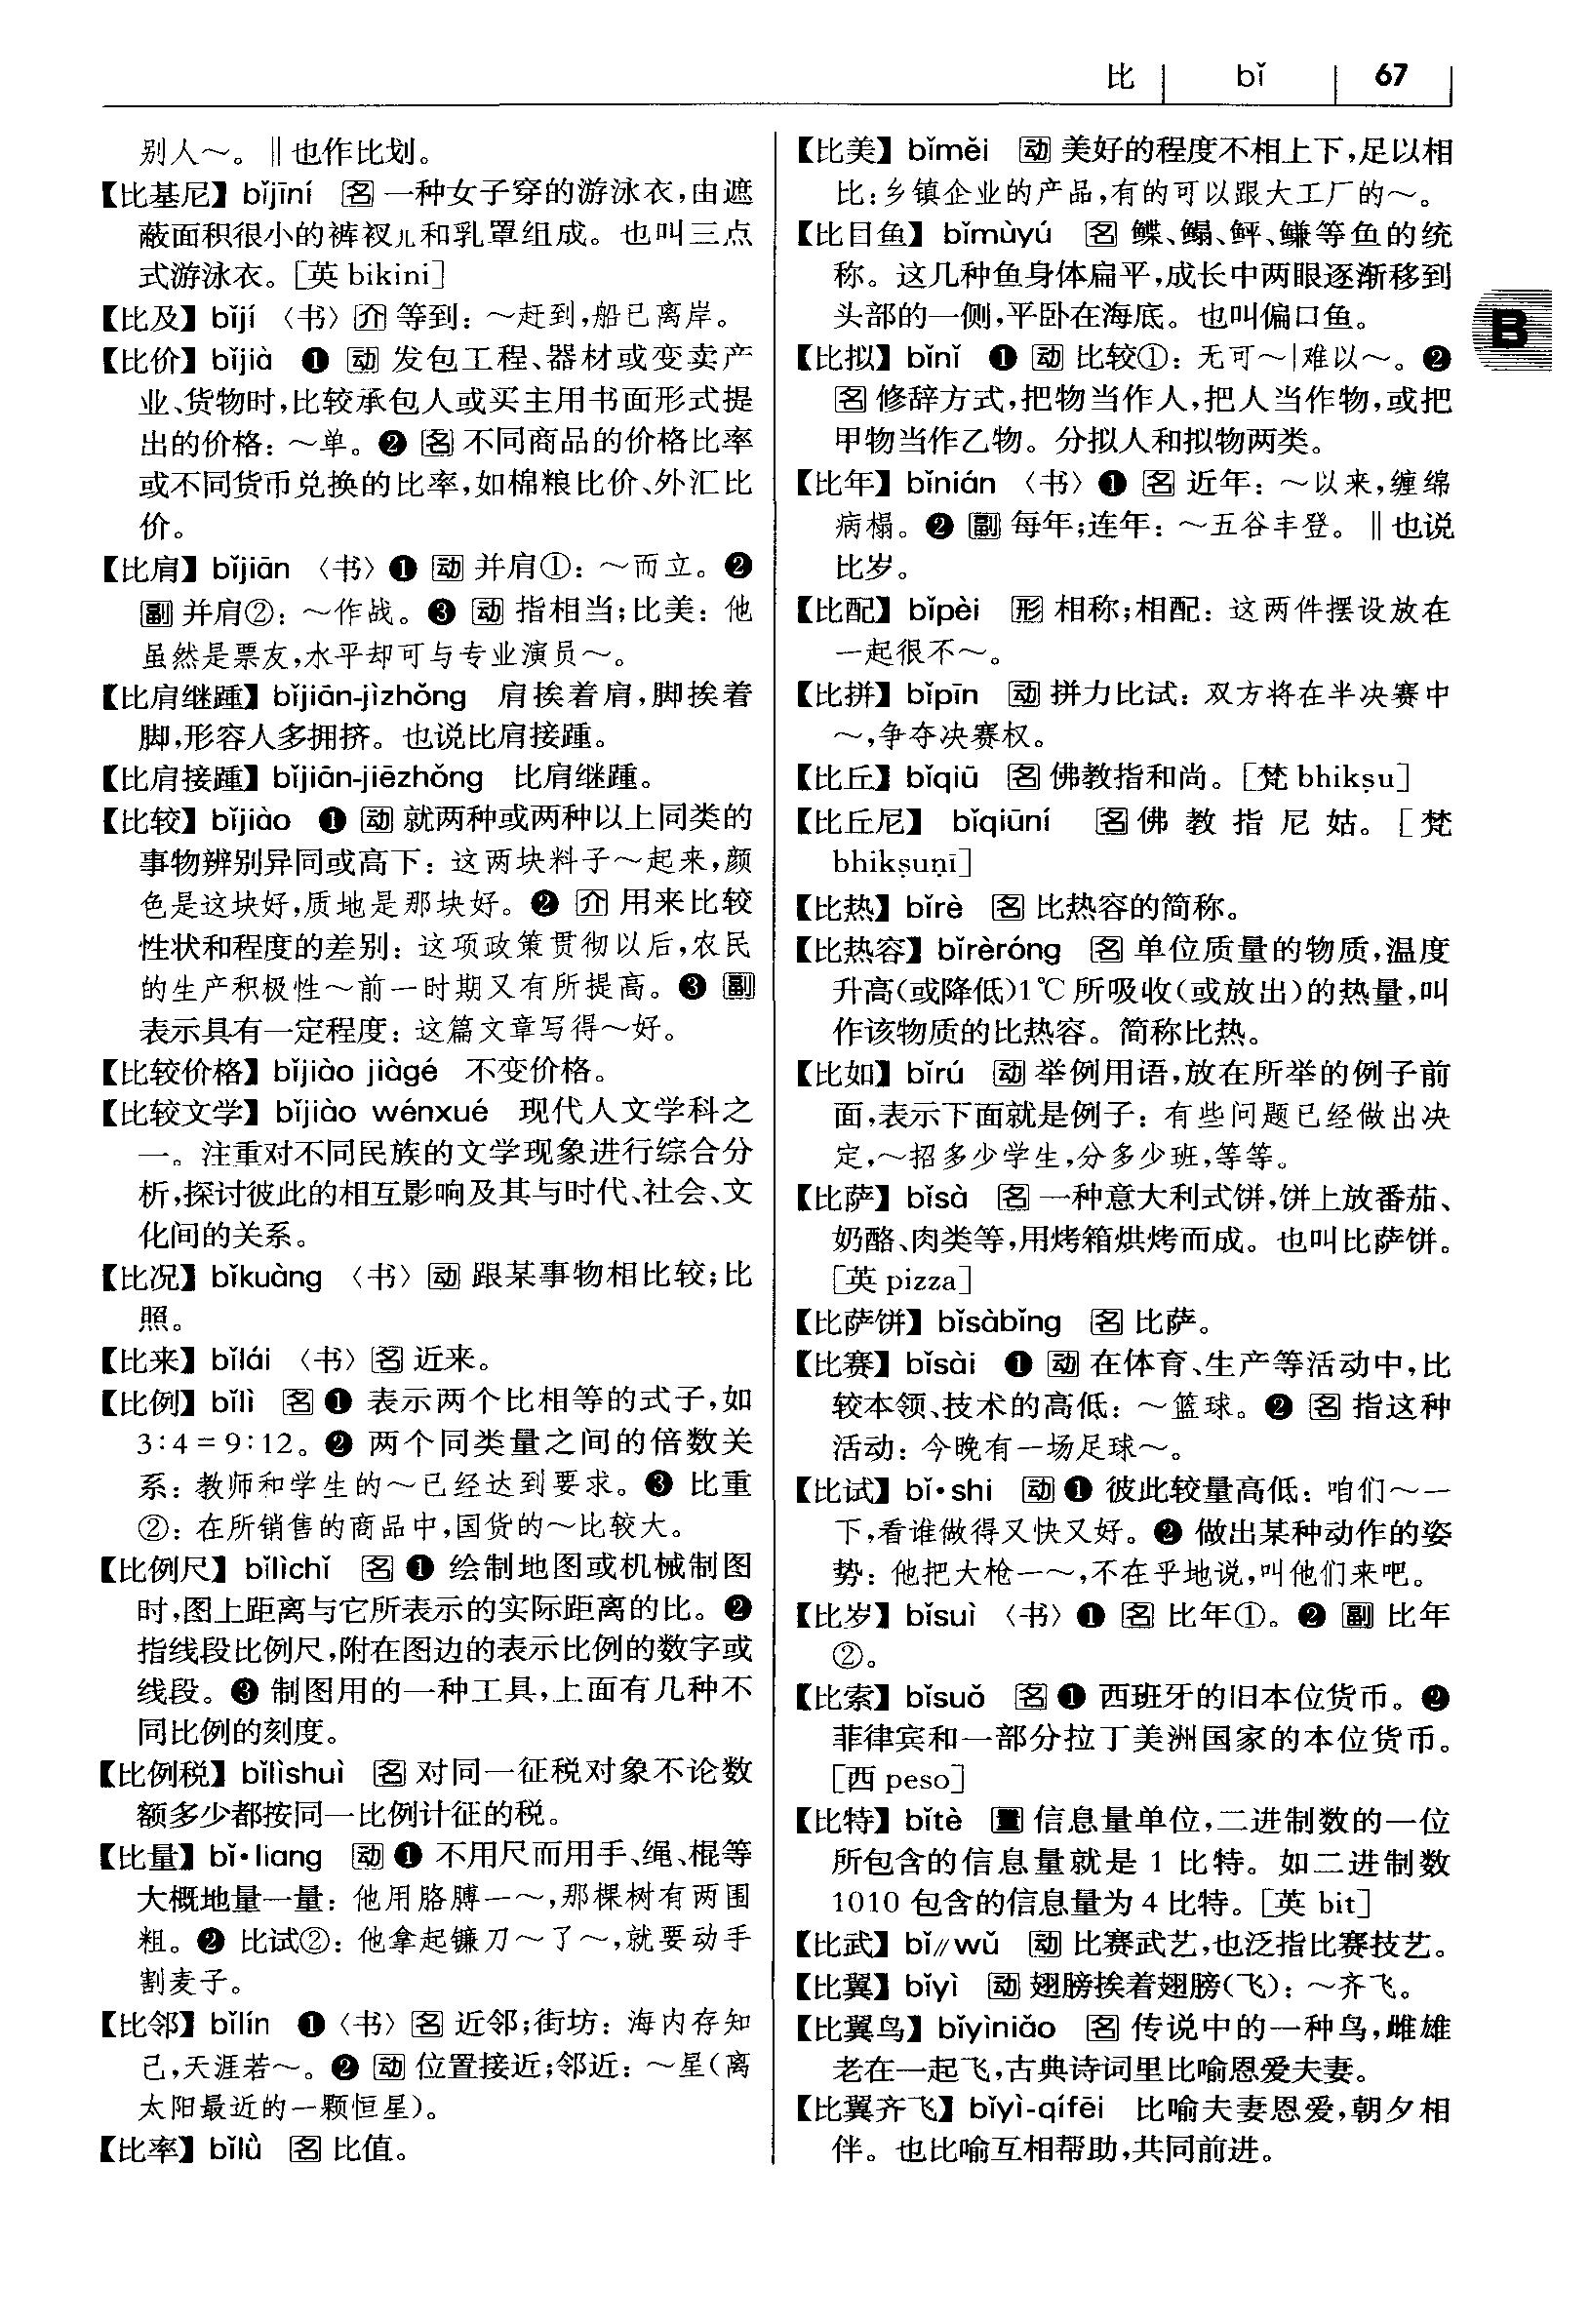 比 bǐ 67
别人～。‖也作比划。
【比基尼】bǐjīní 名 一种女子穿的游泳衣,由遮
蔽面积很小的裤衩儿和乳罩组成。也叫三点
式游泳衣。[英 bikini]
【比及】bǐjí 〈书〉介 等到：～赶到,船已离岸。
【比价】bǐjià ❶ 动 发包工程、器材或变卖产
业、货物时,比较承包人或买主用书面形式提
出的价格：～单。❷ 名 不同商品的价格比率
或不同货币兑换的比率,如棉粮比价、外汇比
价。
【比肩】bǐjiān 〈书〉❶ 动 并肩①：～而立。❷
副 并肩②：～作战。❸ 动 指相当;比美：他
虽然是票友,水平却可与专业演员～。
【比肩继踵】bǐjiān-jìzhǒng 肩挨着肩,脚挨着
脚,形容人多拥挤。也说比肩接踵。
【比肩接踵】bǐjiān-jiēzhǒng 比肩继踵。
【比较】bǐjiào ❶ 动 就两种或两种以上同类的
事物辨别异同或高下：这两块料子～起来,颜
色是这块好,质地是那块好。❷ 介 用来比较
性状和程度的差别：这项政策贯彻以后,农民
的生产积极性～前一时期又有所提高。❸ 副
表示具有一定程度：这篇文章写得～好。
【比较价格】bǐjiào jiàgé 不变价格。
【比较文学】bǐjiào wénxué 现代人文学科之
一。注重对不同民族的文学现象进行综合分
析,探讨彼此的相互影响及其与时代、社会、文
化间的关系。
【比况】bǐkuàng 〈书〉动 跟某事物相比较;比
照。
【比来】bǐlái 〈书〉名 近来。
【比例】bǐlì 名 ❶ 表示两个比相等的式子,如
3∶4＝9∶12。❷ 两个同类量之间的倍数关
系：教师和学生的～已经达到要求。❸ 比重
②：在所销售的商品中,国货的～比较大。
【比例尺】bǐlìchǐ 名 ❶ 绘制地图或机械制图
时,图上距离与它所表示的实际距离的比。❷
指线段比例尺,附在图边的表示比例的数字或
线段。❸ 制图用的一种工具,上面有几种不
同比例的刻度。
【比例税】bǐlìshuì 名 对同一征税对象不论数
额多少都按同一比例计征的税。
【比量】bǐ·liang 动 ❶ 不用尺而用手、绳、棍等
大概地量一量：他用胳膊一～,那棵树有两围
粗。❷ 比试②：他拿起镰刀～了～,就要动手
割麦子。
【比邻】bǐlín ❶〈书〉名 近邻;街坊：海内存知
己,天涯若～。❷ 动 位置接近;邻近：～星(离
太阳最近的一颗恒星)。
【比率】bǐlǜ 名 比值。
【比美】bǐměi 动 美好的程度不相上下,足以相
比：乡镇企业的产品,有的可以跟大工厂的～。
【比目鱼】bǐmùyú 名 鲽、鳎、鲆、鳒等鱼的统
称。这几种鱼身体扁平,成长中两眼逐渐移到
头部的一侧,平卧在海底。也叫偏口鱼。
B
【比拟】bǐnǐ ❶ 动 比较①：无可～|难以～。❷
名 修辞方式,把物当作人,把人当作物,或把
甲物当作乙物。分拟人和拟物两类。
【比年】bǐnián 〈书〉❶ 名 近年：～以来,缠绵
病榻。❷ 副 每年;连年：～五谷丰登。‖也说
比岁。
【比配】bǐpèi 形 相称;相配：这两件摆设放在
一起很不～。
【比拼】bǐpīn 动 拼力比试：双方将在半决赛中
～,争夺决赛权。
【比丘】bǐqiū 名 佛教指和尚。[梵 bhikṣu]
【比丘尼】bǐqiūní 名 佛教指尼姑。[梵
bhikṣuṇī]
【比热】bǐrè 名 比热容的简称。
【比热容】bǐrèróng 名 单位质量的物质,温度
升高(或降低)1℃所吸收(或放出)的热量,叫
作该物质的比热容。简称比热。
【比如】bǐrú 动 举例用语,放在所举的例子前
面,表示下面就是例子：有些问题已经做出决
定,～招多少学生,分多少班,等等。
【比萨】bǐsà 名 一种意大利式饼,饼上放番茄、
奶酪、肉类等,用烤箱烘烤而成。也叫比萨饼。
[英 pizza]
【比萨饼】bǐsàbǐng 名 比萨。
【比赛】bǐsài ❶ 动 在体育、生产等活动中,比
较本领、技术的高低：～篮球。❷ 名 指这种
活动：今晚有一场足球～。
【比试】bǐ·shi 动 ❶ 彼此较量高低：咱们～一
下,看谁做得又快又好。❷ 做出某种动作的姿
势：他把大枪一～,不在乎地说,叫他们来吧。
【比岁】bǐsuì 〈书〉❶ 名 比年①。❷ 副 比年
②。
【比索】bǐsuǒ 名 ❶ 西班牙的旧本位货币。❷
菲律宾和一部分拉丁美洲国家的本位货币。
[西 peso]
【比特】bǐtè 量 信息量单位,二进制数的一位
所包含的信息量就是 1 比特。如二进制数
1010 包含的信息量为 4 比特。[英 bit]
【比武】bǐ∥wǔ 动 比赛武艺,也泛指比赛技艺。
【比翼】bǐyì 动 翅膀挨着翅膀(飞)：～齐飞。
【比翼鸟】bǐyìniǎo 名 传说中的一种鸟,雌雄
老在一起飞,古典诗词里比喻恩爱夫妻。
【比翼齐飞】bǐyì-qífēi 比喻夫妻恩爱,朝夕相
伴。也比喻互相帮助,共同前进。